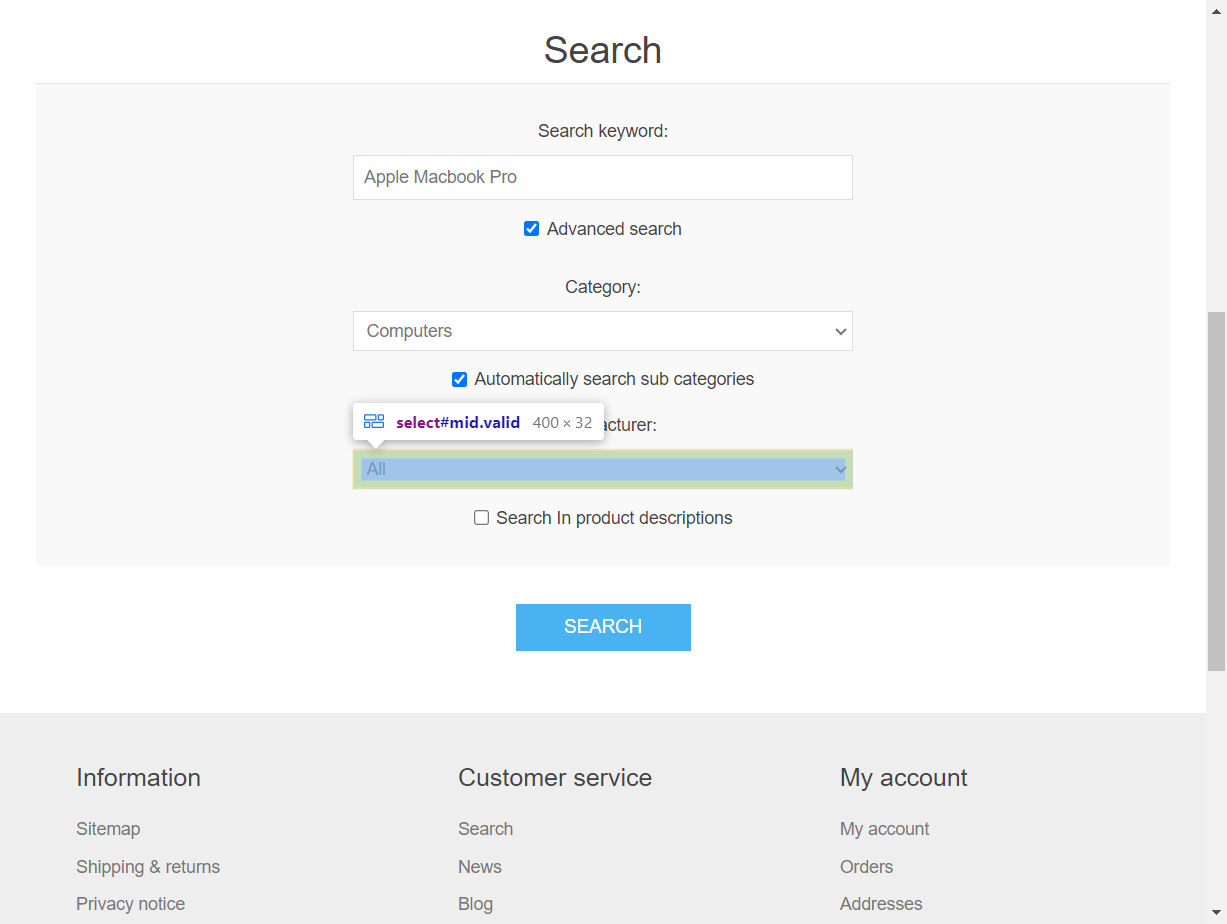 Search
Search keyword:
Apple Macbook Pro
Advanced search
Category:
Computers
Automatically search sub categories
select#mid.valid 400 × 32
acturer:
All
Search In product descriptions
SEARCH
Information
Customer service
My account
Sitemap
Search
My account
Shipping & returns
News
Orders
Privacy notice
Blog
Addresses